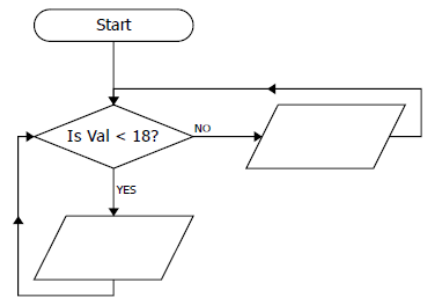 Start
Is Val < 18?
NO
YES